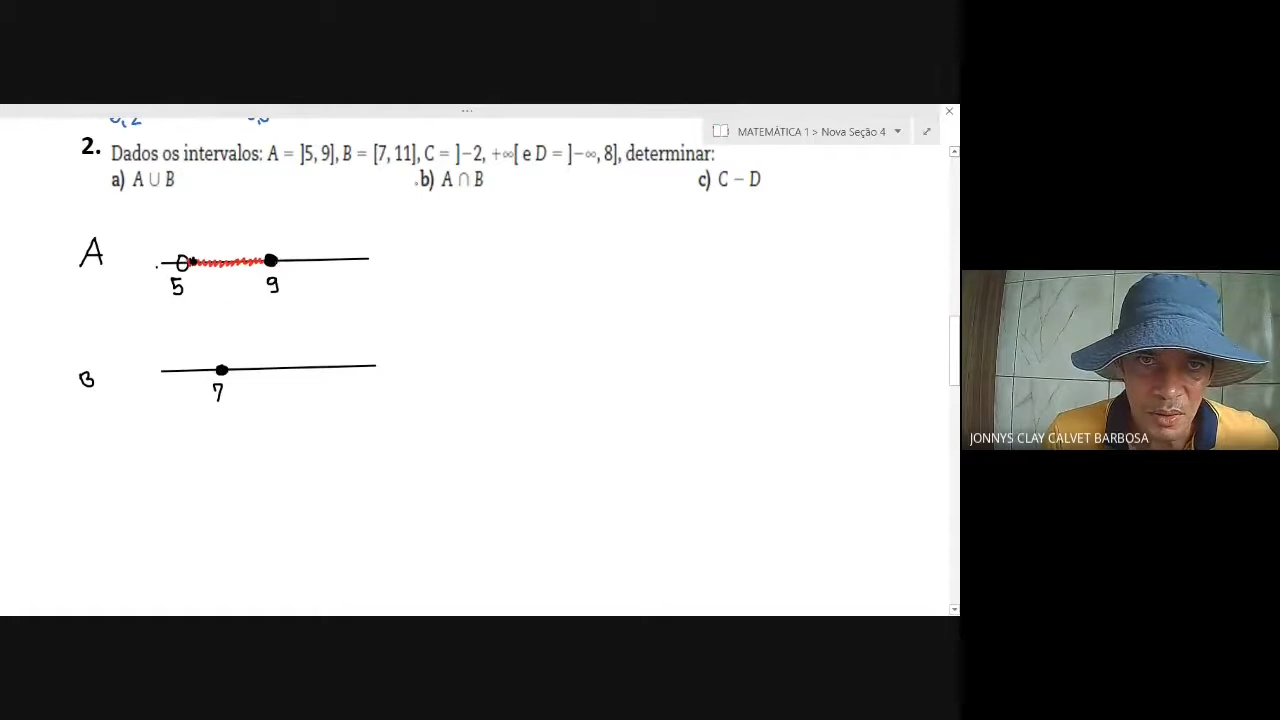 MATEMÁTICA 1 > Nova Seção 4
2. Dados os intervalos: A = ]5, 9], B = [7, 11], C = ]−2, +∞[ e D = ]−∞, 8], determinar:
a) A ∪ B b) A ∩ B c) C − D
A
5 9
B
7
JONNYS CLAY CALVET BARBOSA